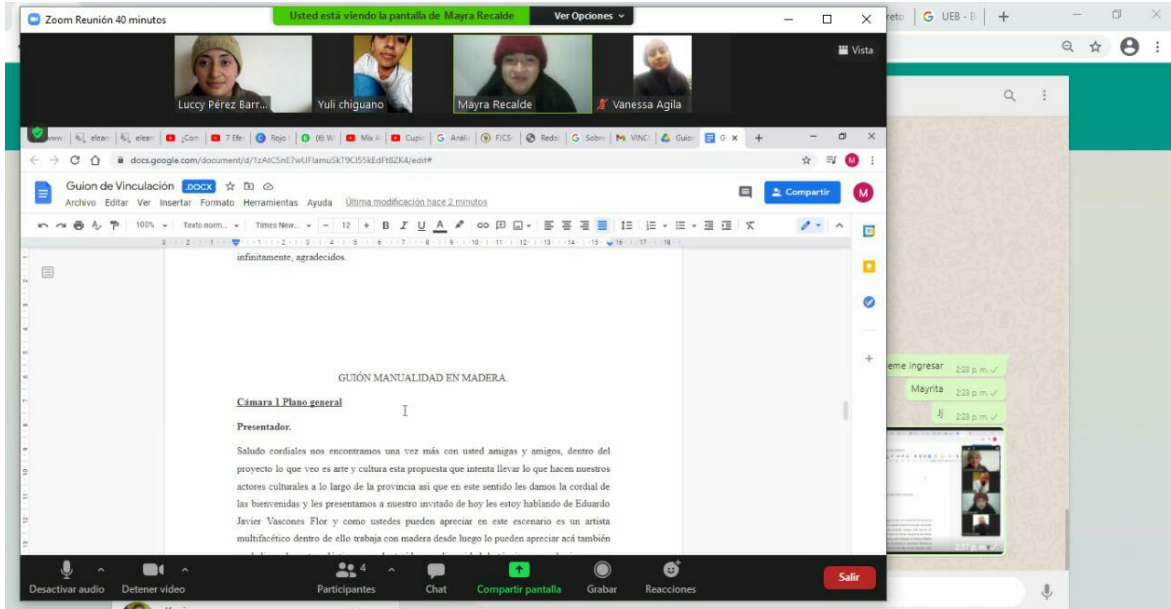 Zoom Reunión 40 minutos
Usted está viendo la pantalla de Mayra Recalde
Ver Opciones
UEB - B
Vista
Luccy Pérez Barr...
Yuli chiguano
Mayra Recalde
Vanessa Agila
docs.google.com/document/d/1zAtCSnE7wUFlamuSkT9CJ55kEdFt8ZK4/edit#
Guion de Vinculación .DOCX
Archivo Editar Ver Insertar Formato Herramientas Ayuda Última modificación hace 2 minutos
Compartir
M
100% Texto norm... Times New... - 12 + B I U A
infinitamente, agradecidos.
GUIÓN MANUALIDAD EN MADERA.
Cámara 1 Plano general
Presentador.
Saludo cordiales nos encontramos una vez más con usted amigas y amigos, dentro del
proyecto lo que veo es arte y cultura esta propuesta que intenta llevar lo que hacen nuestros
actores culturales a lo largo de la provincia asi que en este sentido les damos la cordial de
las bienvenidas y les presentamos a nuestro invitado de hoy les estoy hablando de Eduardo
Javier Vascones Flor y como ustedes pueden apreciar en este escenario es un artista
multifacético dentro de ello trabaja con madera desde luego lo pueden apreciar acá también
eme ingresar 2:28 p. m.
Mayrita 2:28 p. m.
Jj 2:28 p. m.
2:37 p. m.
Desactivar audio
Detener video
4
Participantes
Chat
Compartir pantalla
Grabar
Reacciones
Salir